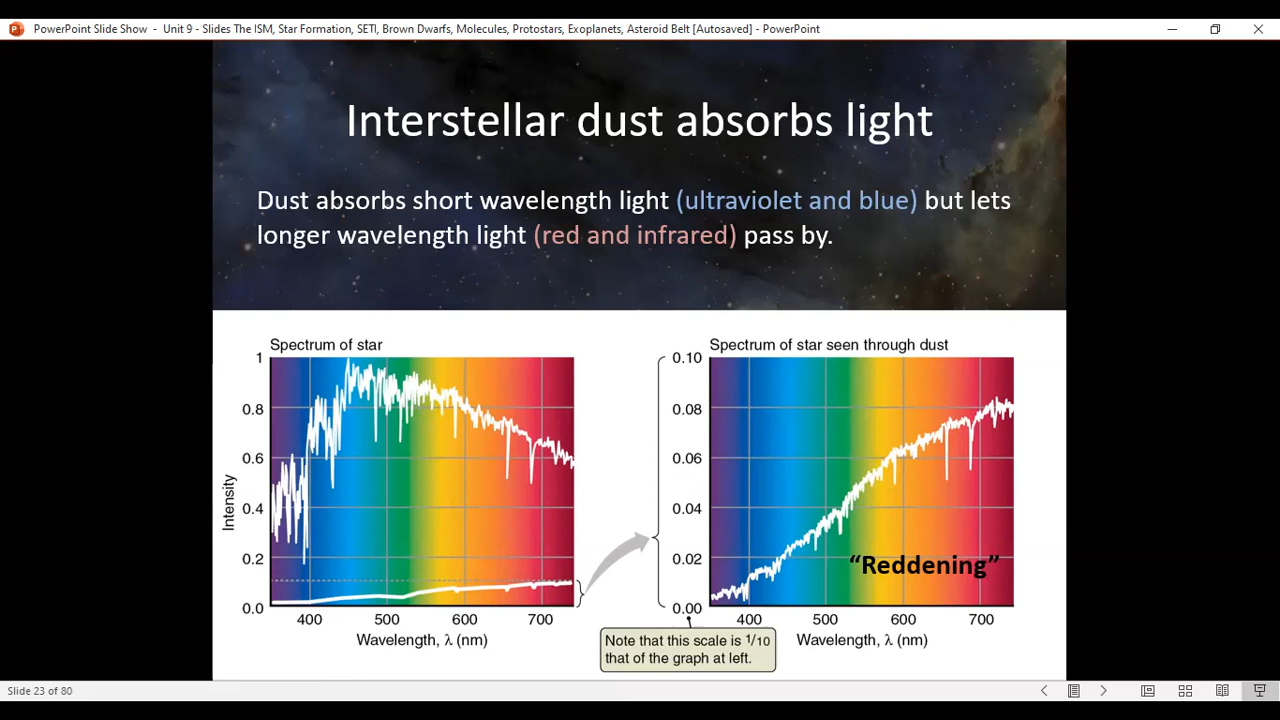 PowerPoint Slide Show - Unit 9 - Slides The ISM, Star Formation, SETI, Brown Dwarfs, Molecules, Protostars, Exoplanets, Asteroid Belt [Autosaved] - PowerPoint
Interstellar dust absorbs light
Dust absorbs short wavelength light (ultraviolet and blue) but lets
longer wavelength light (red and infrared) pass by.
Spectrum of star
1
0.8
0.6
0.4
0.2
0.0
Intensity
400 500 600 700
Wavelength, λ (nm)
Spectrum of star seen through dust
0.10
0.08
0.06
0.04
0.02
0.00
“Reddening”
400 500 600 700
Wavelength, λ (nm)
Note that this scale is 1/10
that of the graph at left.
Slide 23 of 80